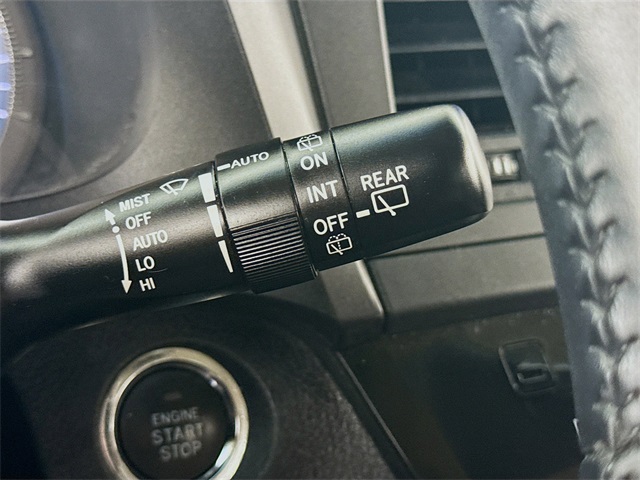 MIST
OFF
AUTO
LO
HI
AUTO
ON
INT
OFF
REAR
ENGINE
START
STOP